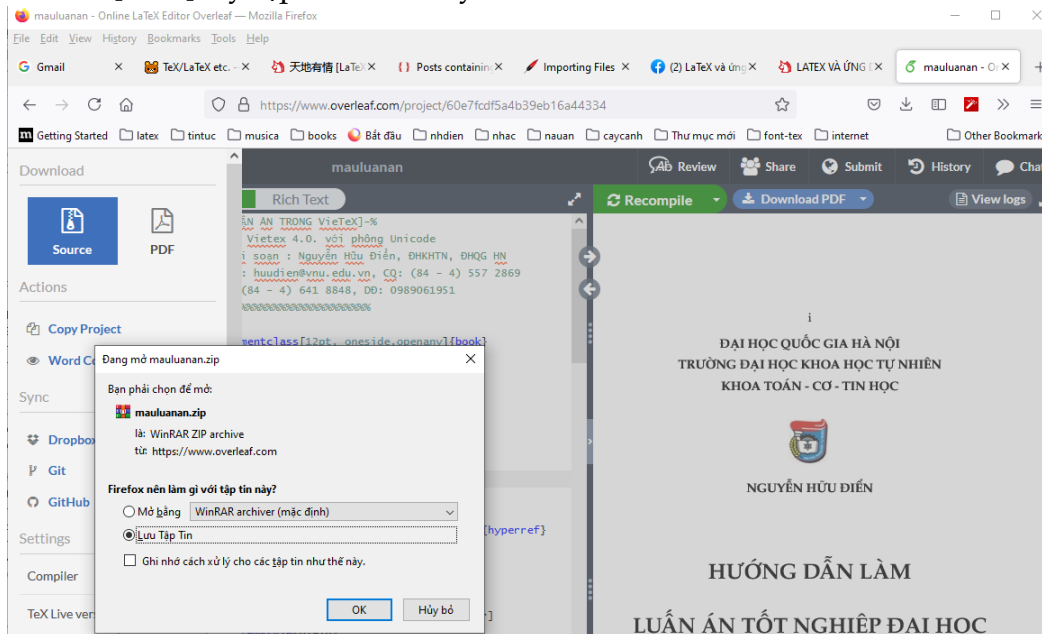 mauluanan - Online LaTeX Editor Overleaf — Mozilla Firefox
File Edit View History Bookmarks Tools Help
Gmail TeX/LaTeX etc. - 天地有情 [LaTeX {} Posts containing Importing Files (2) LaTeX và ứng LATEX VÀ ỨNG mauluanan -
https://www.overleaf.com/project/60e7fcdf5a4b39eb16a44334
Getting Started latex tintuc musica books Bắt đầu nhdien nhac nauan caycanh Thư mục mới font-tex internet Other Bookmark
Download mauluanan Review Share Submit History Chat
Rich Text Recompile Download PDF View logs
Source PDF
ẨN ÁN TRONG VieTeX]-%
Vietex 4.0. với phông Unicode
soạn : Nguyễn Hữu Điển, ĐHKHTN, ĐHQG HN
: huudien@vnu.edu.vn, CQ: (84 - 4) 557 2869
(84 - 4) 641 8848, DĐ: 0989061951
%%%%%%%%%%%%%%%%%%%%
Actions
Copy Project
mentclass[12pt, oneside,openany]{book}
Word Co
Sync
Dropbox
Git
GitHub
Settings
Compiler
TeX Live vers
Đang mở mauluanan.zip
Bạn phải chọn để mở:
mauluanan.zip
là: WinRAR ZIP archive
từ: https://www.overleaf.com
Firefox nên làm gì với tập tin này?
Mở bằng WinRAR archiver (mặc định)
Lưu Tập Tin
Ghi nhớ cách xử lý cho các tập tin như thế này.
OK Hủy bỏ
{hyperref}
]
i
ĐẠI HỌC QUỐC GIA HÀ NỘI
TRƯỜNG ĐẠI HỌC KHOA HỌC TỰ NHIÊN
KHOA TOÁN - CƠ - TIN HỌC
NGUYỄN HỮU ĐIỂN
HƯỚNG DẪN LÀM
LUẬN ÁN TỐT NGHIỆP ĐẠI HỌC